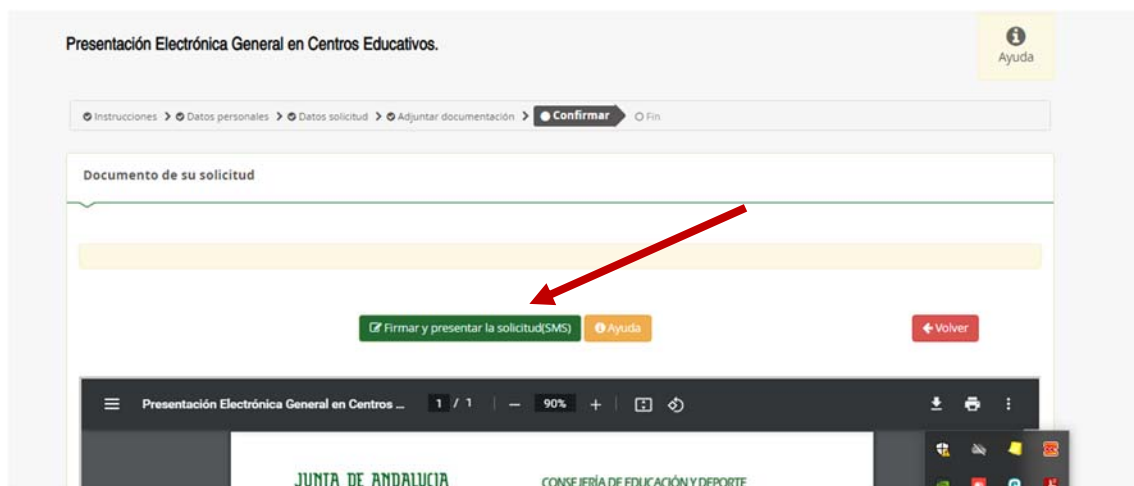 Presentación Electrónica General en Centros Educativos.
Ayuda
Instrucciones Datos personales Datos solicitud Adjuntar documentación Confirmar Fin
Documento de su solicitud
Firmar y presentar la solicitud(SMS) Ayuda Volver
Presentación Electrónica General en Centros ... 1 / 1 90%
JUNTA DE ANDALUCIA CONSEJERÍA DE EDUCACIÓN Y DEPORTE